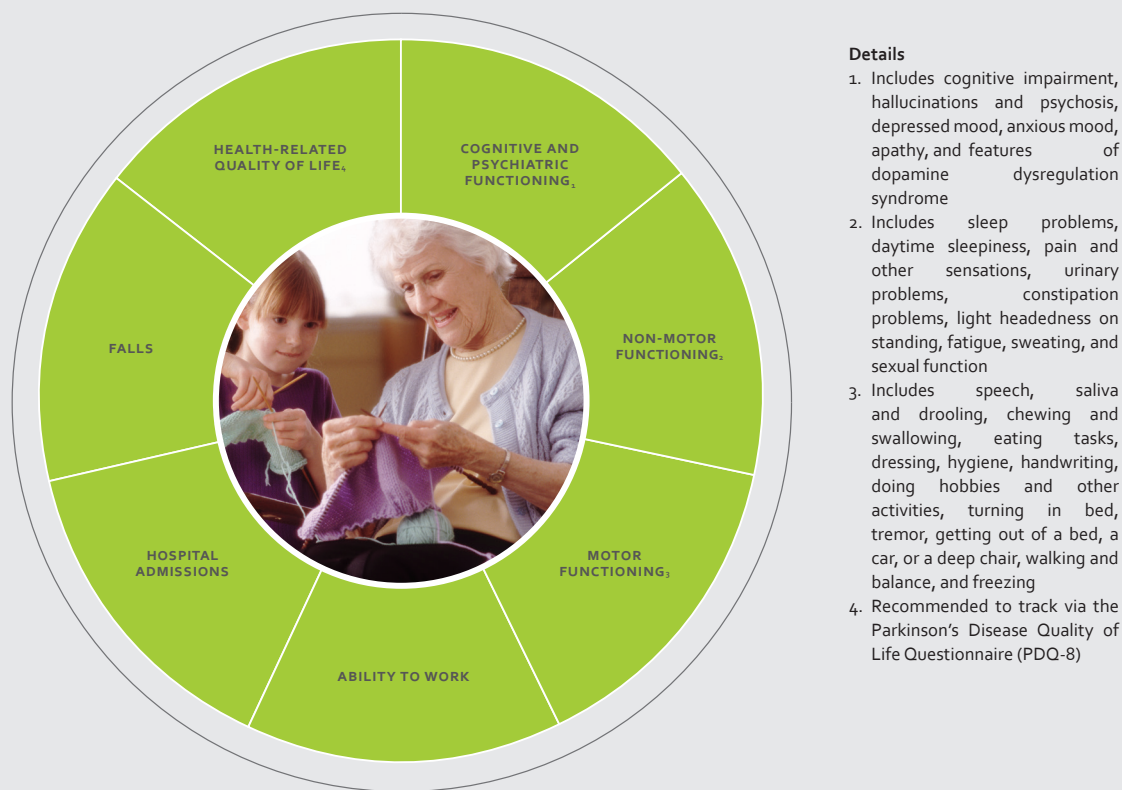 HEALTH-RELATED
QUALITY OF LIFE₄
COGNITIVE AND
PSYCHIATRIC
FUNCTIONING₁
FALLS
NON-MOTOR
FUNCTIONING₂
HOSPITAL
ADMISSIONS
MOTOR
FUNCTIONING₃
ABILITY TO WORK
Details
1. Includes cognitive impairment,
hallucinations and psychosis,
depressed mood, anxious mood,
apathy, and features of
dopamine dysregulation
syndrome
2. Includes sleep problems,
daytime sleepiness, pain and
other sensations, urinary
problems, constipation
problems, light headedness on
standing, fatigue, sweating, and
sexual function
3. Includes speech, saliva
and drooling, chewing and
swallowing, eating tasks,
dressing, hygiene, handwriting,
doing hobbies and other
activities, turning in bed,
tremor, getting out of a bed, a
car, or a deep chair, walking and
balance, and freezing
4. Recommended to track via the
Parkinson's Disease Quality of
Life Questionnaire (PDQ-8)